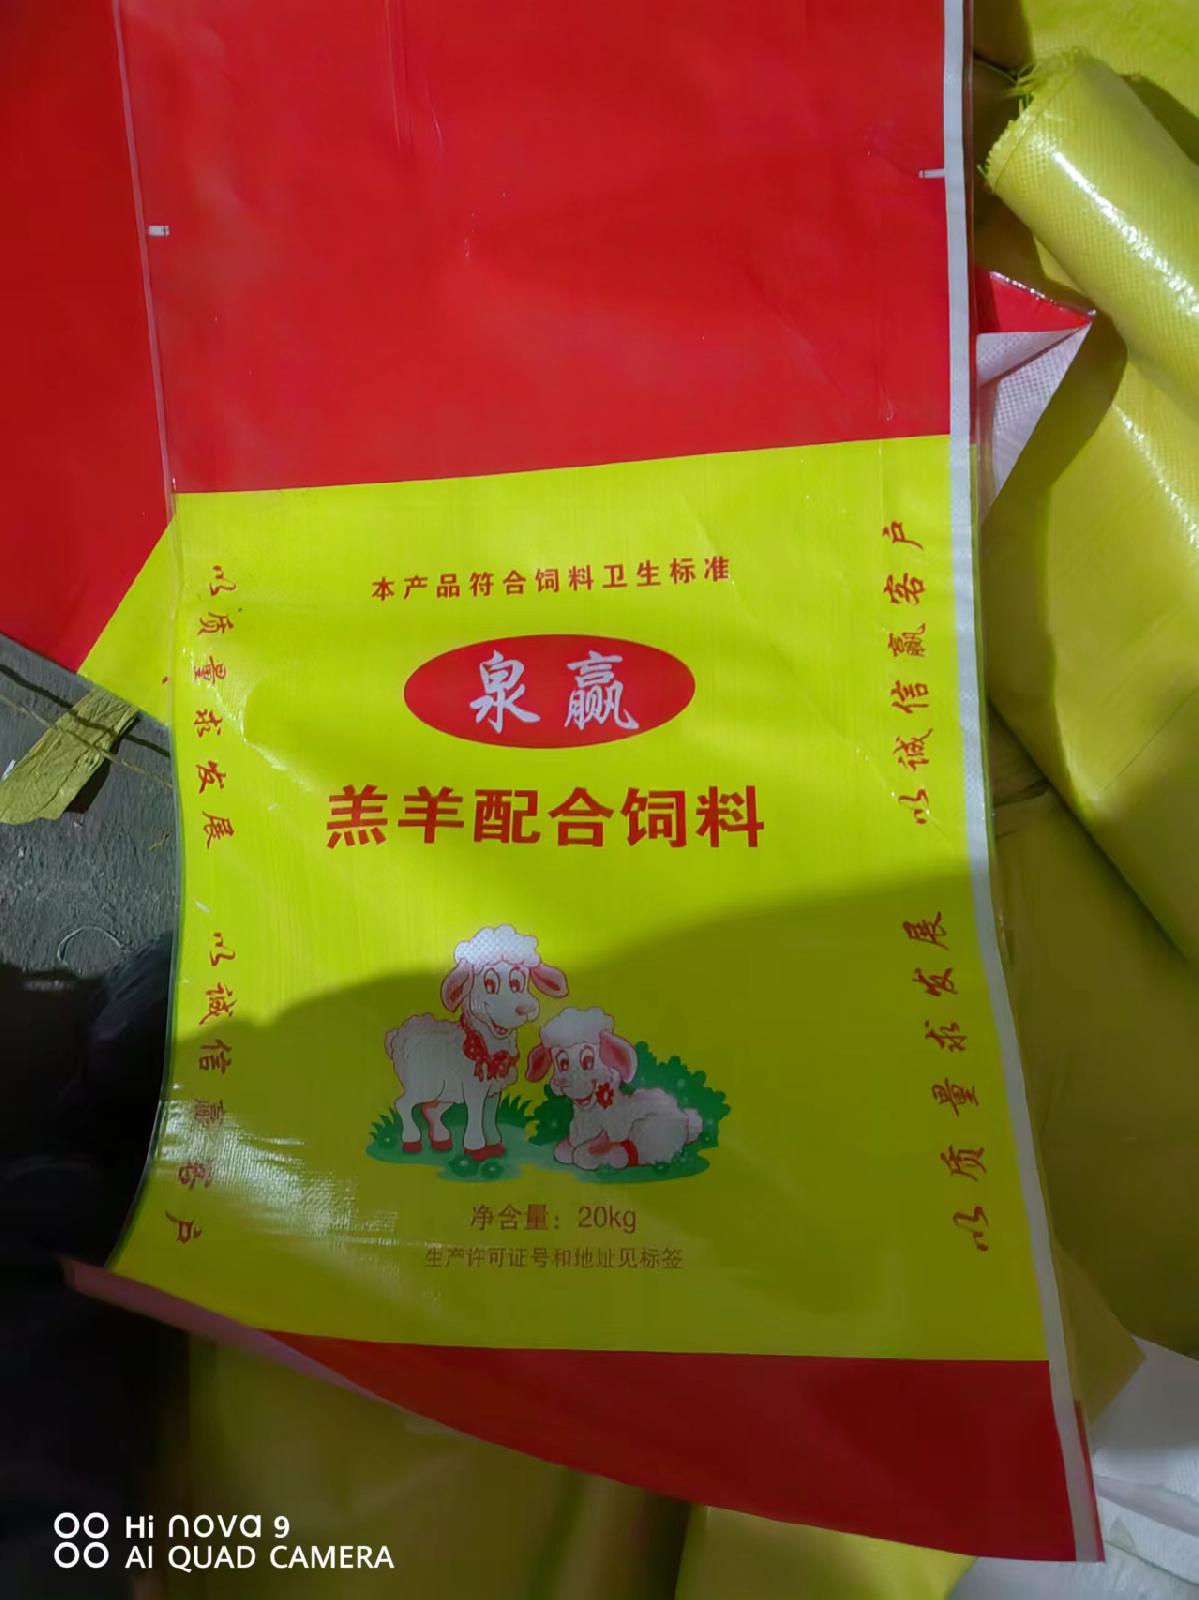 本产品符合饲料卫生标准
泉赢
羔羊配合饲料
以质量求发展 以诚信赢客户
以质量求发展 以诚信赢客户
净含量：20kg
生产许可证号和地址见标签
Hi nova 9
AI QUAD CAMERA